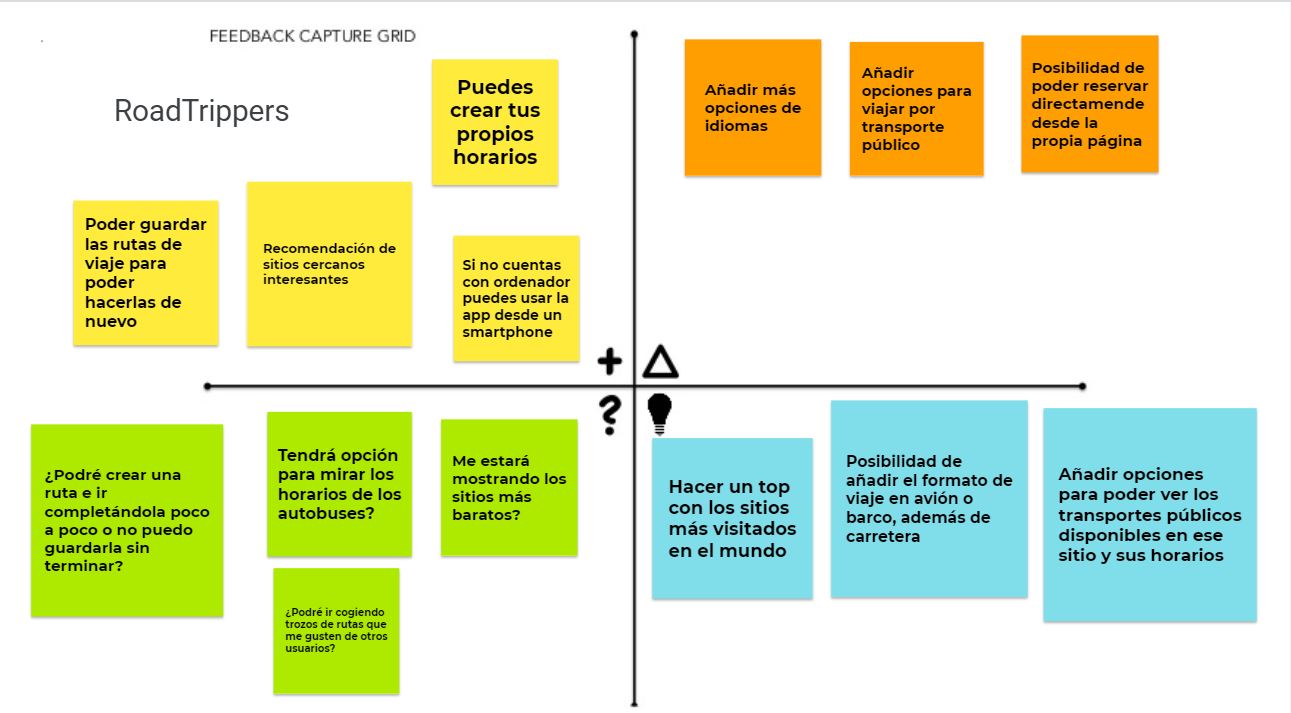 FEEDBACK CAPTURE GRID
RoadTrippers
Puedes
crear tus
propios
horarios
Poder guardar
las rutas de
viaje para
poder
hacerlas de
nuevo
Recomendación de
sitios cercanos
interesantes
Si no cuentas
con ordenador
puedes usar la
app desde un
smartphone
Añadir más
opciones de
idiomas
Añadir
opciones para
viajar por
transporte
público
Posibilidad de
poder reservar
directamende
desde la
propia página
+
?
¿Podré crear una
ruta e ir
completándola poco
a poco o no puedo
guardarla sin
terminar?
Tendrá opción
para mirar los
horarios de los
autobuses?
Me estará
mostrando los
sitios más
baratos?
¿Podré ir cogiendo
trozos de rutas que
me gusten de otros
usuarios?
Hacer un top
con los sitios
más visitados
en el mundo
Posibilidad de
añadir el formato de
viaje en avión o
barco, además de
carretera
Añadir opciones
para poder ver los
transportes públicos
disponibles en ese
sitio y sus horarios